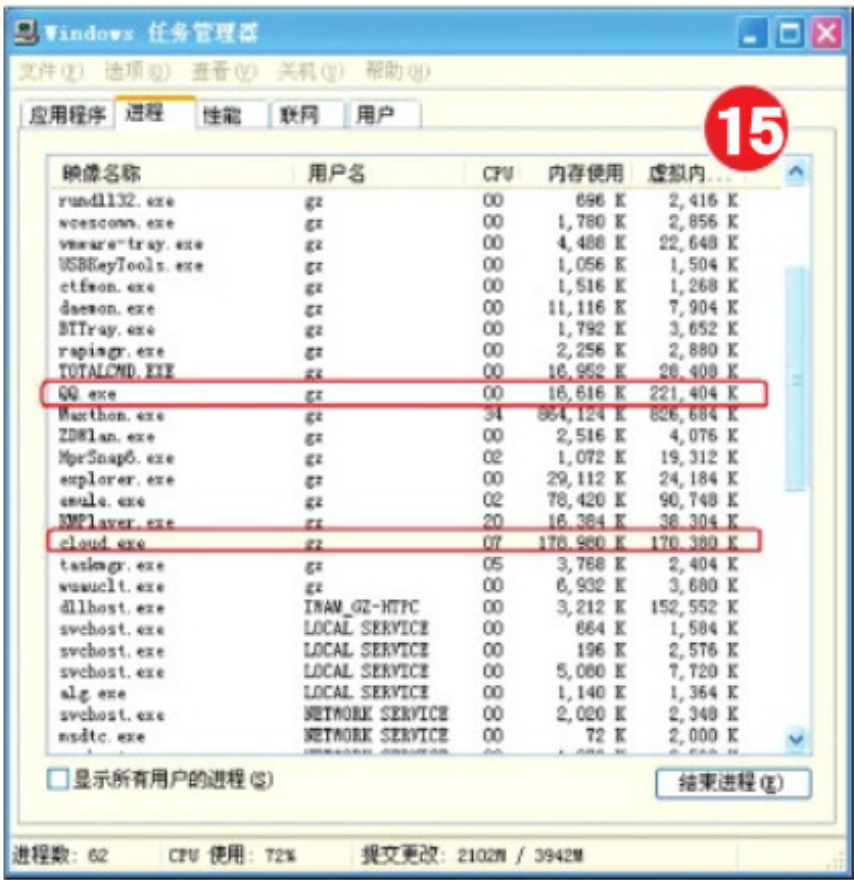 Windows 任务管理器
文件(F) 选项(O) 查看(V) 关机(U) 帮助(H)
应用程序 进程 性能 联网 用户
15
映像名称 用户名 CPU 内存使用 虚拟内...
rundll32.exe gz 00 696 K 2,416 K
wcescomm.exe gz 00 1,780 K 2,856 K
vmware-tray.exe gz 00 4,488 K 22,648 K
USBKeyTools.exe gz 00 1,056 K 1,504 K
ctfmon.exe gz 00 1,516 K 1,268 K
daemon.exe gz 00 11,116 K 7,904 K
BTTray.exe gz 00 1,792 K 3,652 K
rapimgr.exe gz 00 2,256 K 2,880 K
TOTALCMD.EXE gz 00 16,952 K 28,408 K
QQ.exe gz 00 16,616 K 221,404 K
Maxthon.exe gz 34 864,124 K 826,684 K
ZDWlan.exe gz 00 2,516 K 4,076 K
MprSnap6.exe gz 02 1,072 K 19,312 K
explorer.exe gz 00 29,112 K 24,184 K
emule.exe gz 02 78,420 K 90,748 K
KMPlayer.exe gz 20 16,384 K 38,304 K
cloud.exe gz 07 178,980 K 170,380 K
taskmgr.exe gz 05 3,768 K 2,404 K
wuauclt.exe gz 00 6,932 K 3,680 K
dllhost.exe IWAM_GZ-HTPC 00 3,212 K 152,552 K
svchost.exe LOCAL SERVICE 00 664 K 1,584 K
svchost.exe LOCAL SERVICE 00 196 K 2,576 K
svchost.exe LOCAL SERVICE 00 5,080 K 7,720 K
alg.exe LOCAL SERVICE 00 1,140 K 1,364 K
svchost.exe NETWORK SERVICE 00 2,020 K 2,348 K
msdtc.exe NETWORK SERVICE 00 72 K 2,000 K
显示所有用户的进程(S) 结束进程(E)
进程数: 62 CPU 使用: 72% 提交更改: 2102M / 3942M